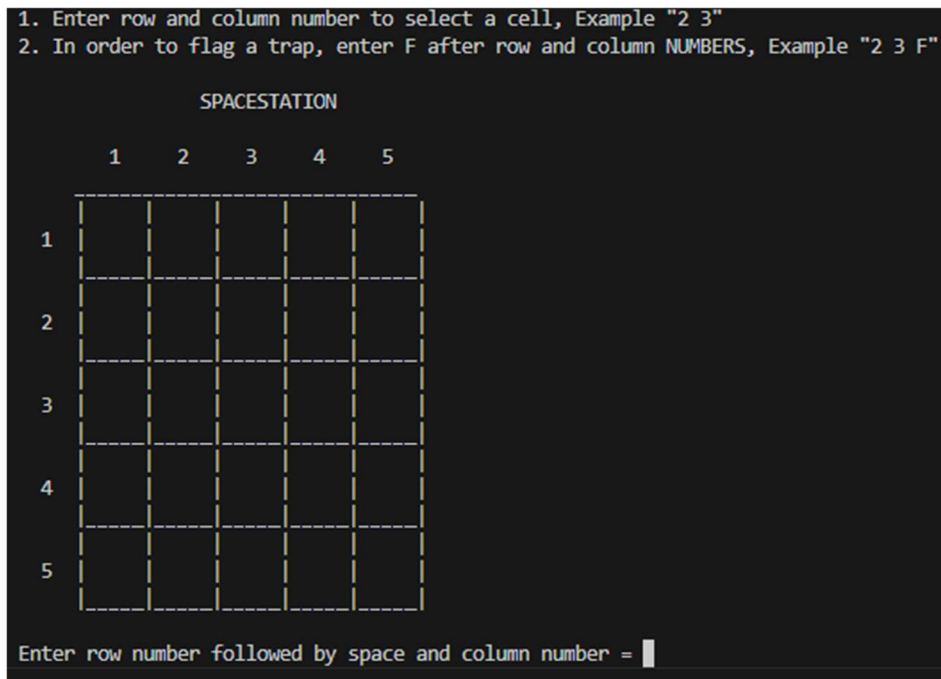 1. Enter row and column number to select a cell, Example "2 3"
2. In order to flag a trap, enter F after row and column NUMBERS, Example "2 3 F"
SPACESTATION
1 2 3 4 5
1
2
3
4
5
Enter row number followed by space and column number =